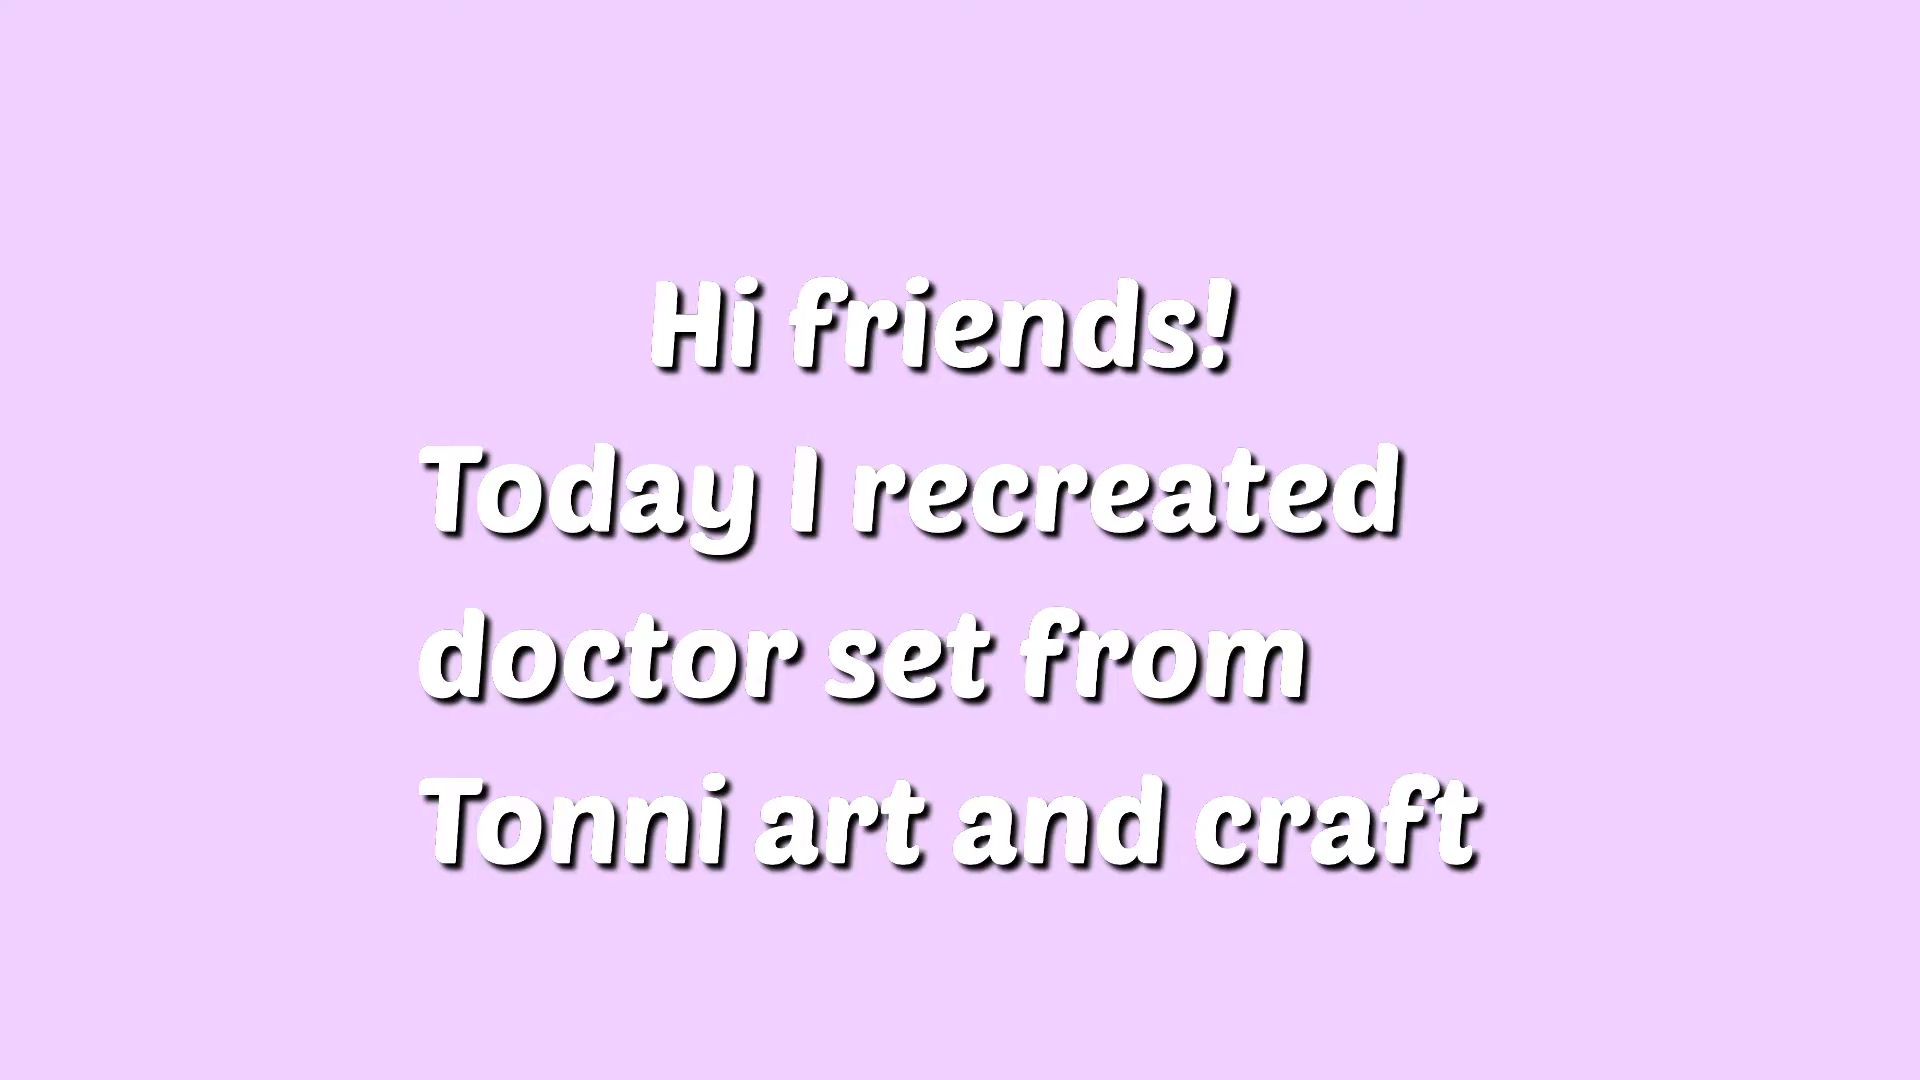 Hi friends!
Today I recreated
doctor set from
Tonni art and craft